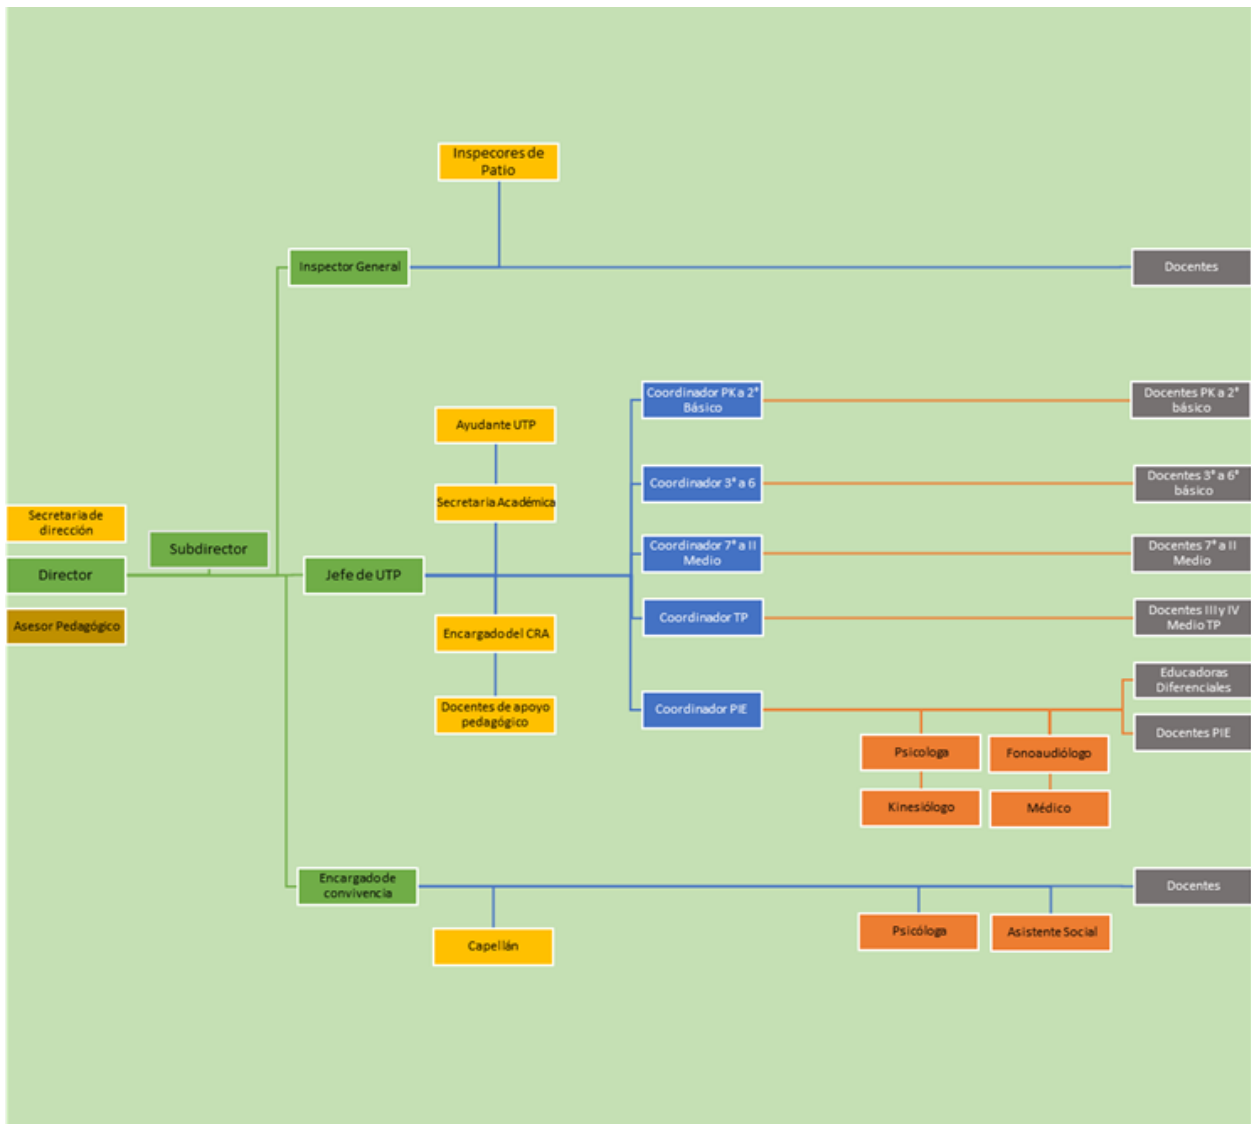 Inspecores de
Patio
Inspector General
Docentes
Coordinador PK a 2°
Básico
Docentes PK a 2°
básico
Ayudante UTP
Secretaria Académica
Coordinador 3° a 6
Docentes 3° a 6°
básico
Secretaria de
dirección
Subdirector
Coordinador 7° a II
Medio
Docentes 7° a II
Medio
Director
Jefe de UTP
Asesor Pedagógico
Encargado del CRA
Coordinador TP
Docentes III y IV
Medio TP
Docentes de apoyo
pedagógico
Coordinador PIE
Educadoras
Diferenciales
Docentes PIE
Psicologa
Fonoaudiólogo
Kinesiólogo
Médico
Encargado de
convivencia
Docentes
Capellán
Psicóloga
Asistente Social